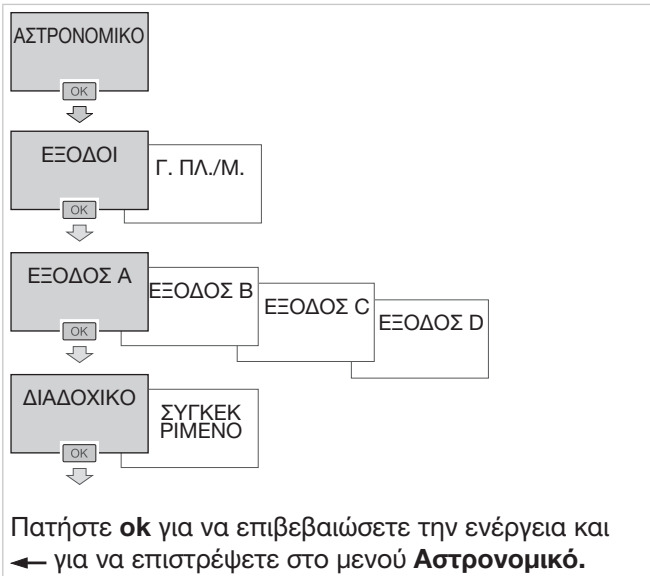 ΑΣΤΡΟΝΟΜΙΚΟ
OK
ΕΞΟΔΟΙ
Γ. ΠΛ./Μ.
OK
ΕΞΟΔΟΣ A
ΕΞΟΔΟΣ B
ΕΞΟΔΟΣ C
ΕΞΟΔΟΣ D
OK
ΔΙΑΔΟΧΙΚΟ
ΣΥΓΚΕΚ
ΡΙΜΕΝΟ
OK
Πατήστε ok για να επιβεβαιώσετε την ενέργεια και
← για να επιστρέψετε στο μενού Αστρονομικό.